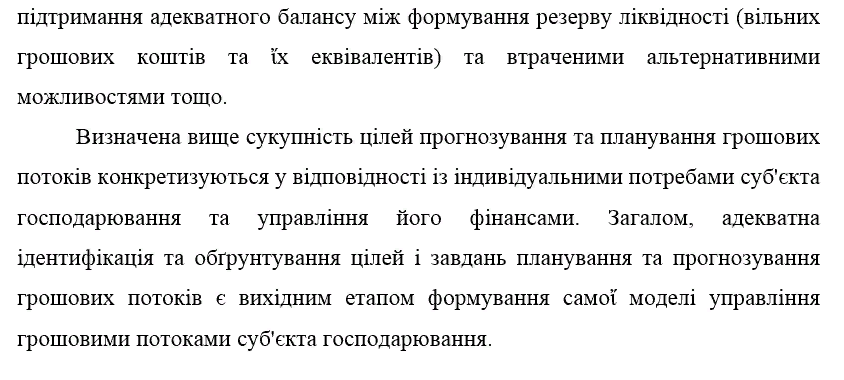 підтримання адекватного балансу між формування резерву ліквідності (вільних
грошових коштів та їх еквівалентів) та втраченими альтернативними
можливостями тощо.
Визначена вище сукупність цілей прогнозування та планування грошових
потоків конкретизуються у відповідності із індивідуальними потребами суб'єкта
господарювання та управління його фінансами. Загалом, адекватна
ідентифікація та обґрунтування цілей і завдань планування та прогнозування
грошових потоків є вихідним етапом формування самої моделі управління
грошовими потоками суб'єкта господарювання.